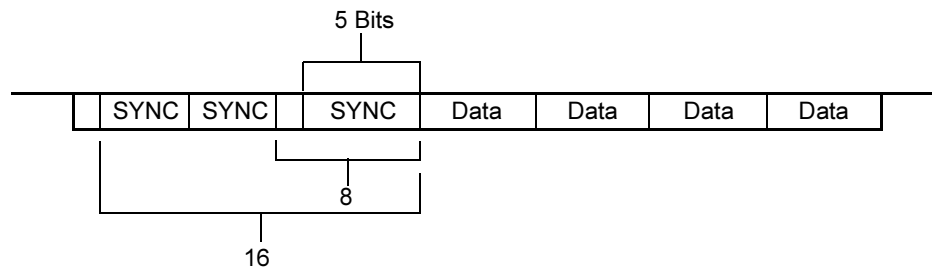 5 Bits
SYNC SYNC SYNC Data Data Data Data
8
16